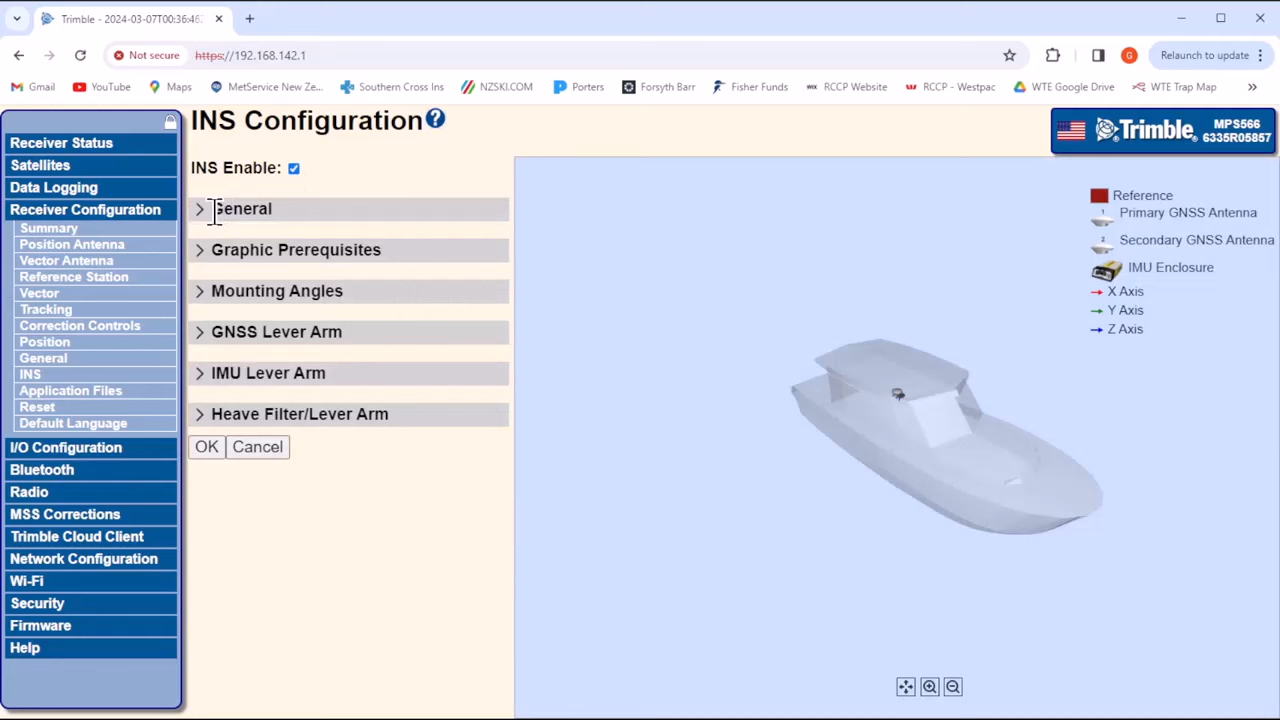 Trimble - 2024-03-07T00:36:46
Not secure
https://192.168.142.1
Relaunch to update
Gmail
YouTube
Maps
MetService New Ze...
Southern Cross Ins
NZSKI.COM
Porters
Forsyth Barr
Fisher Funds
RCCP Website
RCCP - Westpac
WTE Google Drive
WTE Trap Map
Receiver Status
Satellites
Data Logging
Receiver Configuration
Summary
Position Antenna
Vector Antenna
Reference Station
Vector
Tracking
Correction Controls
Position
General
INS
Application Files
Reset
Default Language
I/O Configuration
Bluetooth
Radio
MSS Corrections
Trimble Cloud Client
Network Configuration
Wi-Fi
Security
Firmware
Help
INS Configuration
INS Enable:
General
Graphic Prerequisites
Mounting Angles
GNSS Lever Arm
IMU Lever Arm
Heave Filter/Lever Arm
OK
Cancel
Trimble
MPS566
6335R05857
Reference
Primary GNSS Antenna
Secondary GNSS Antenna
IMU Enclosure
X Axis
Y Axis
Z Axis